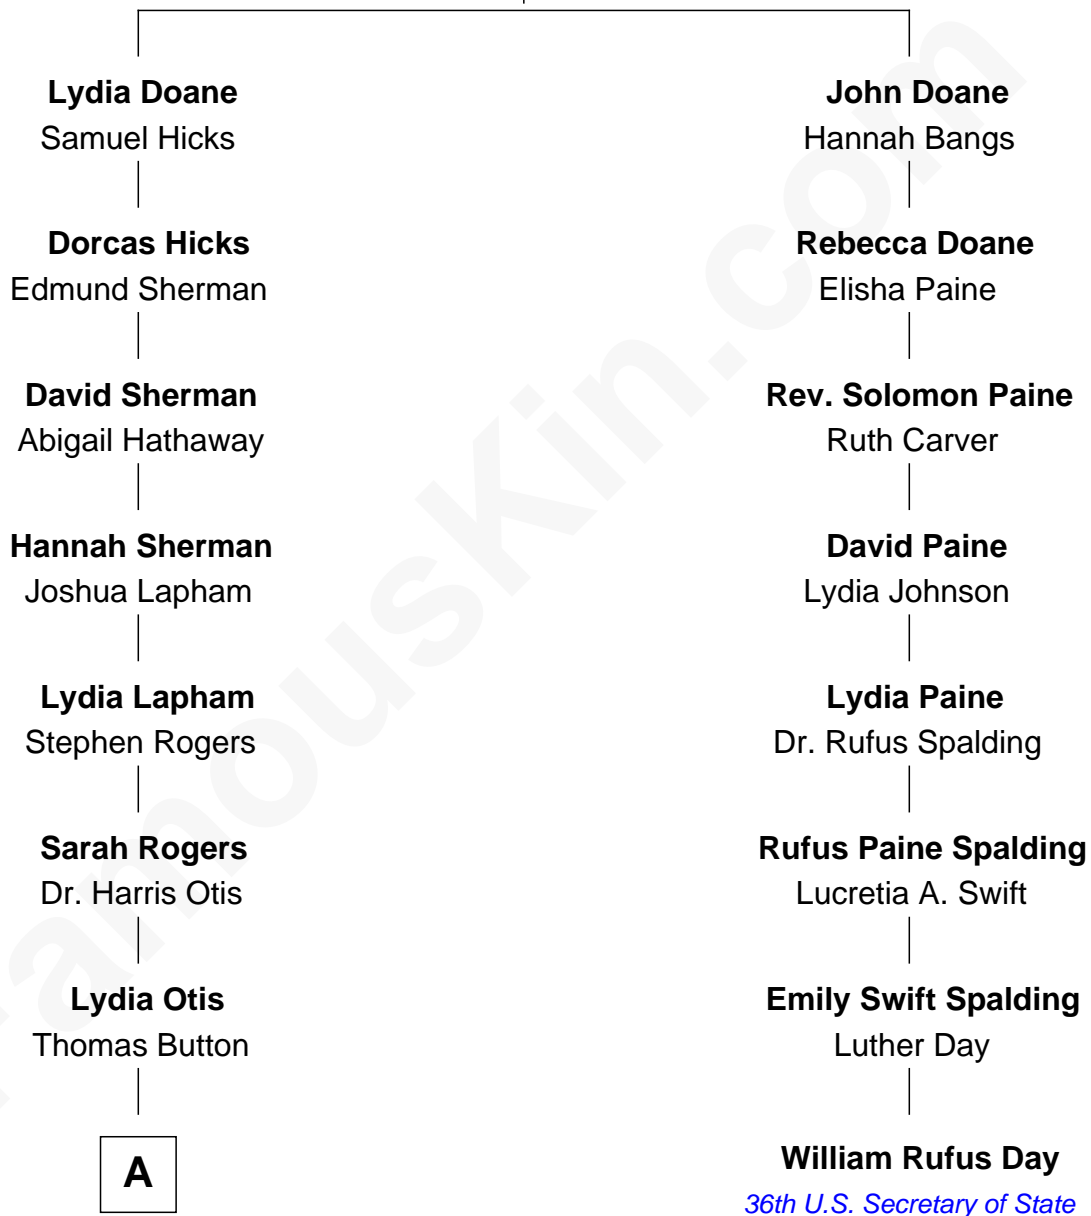 Lydia Doane
Samuel Hicks
Dorcas Hicks
Edmund Sherman
David Sherman
Abigail Hathaway
Hannah Sherman
Joshua Lapham
Lydia Lapham
Stephen Rogers
Sarah Rogers
Dr. Harris Otis
Lydia Otis
Thomas Button
A
John Doane
Hannah Bangs
Rebecca Doane
Elisha Paine
Rev. Solomon Paine
Ruth Carver
David Paine
Lydia Johnson
Lydia Paine
Dr. Rufus Spalding
Rufus Paine Spalding
Lucretia A. Swift
Emily Swift Spalding
Luther Day
William Rufus Day
36th U.S. Secretary of State
FamousKin.com